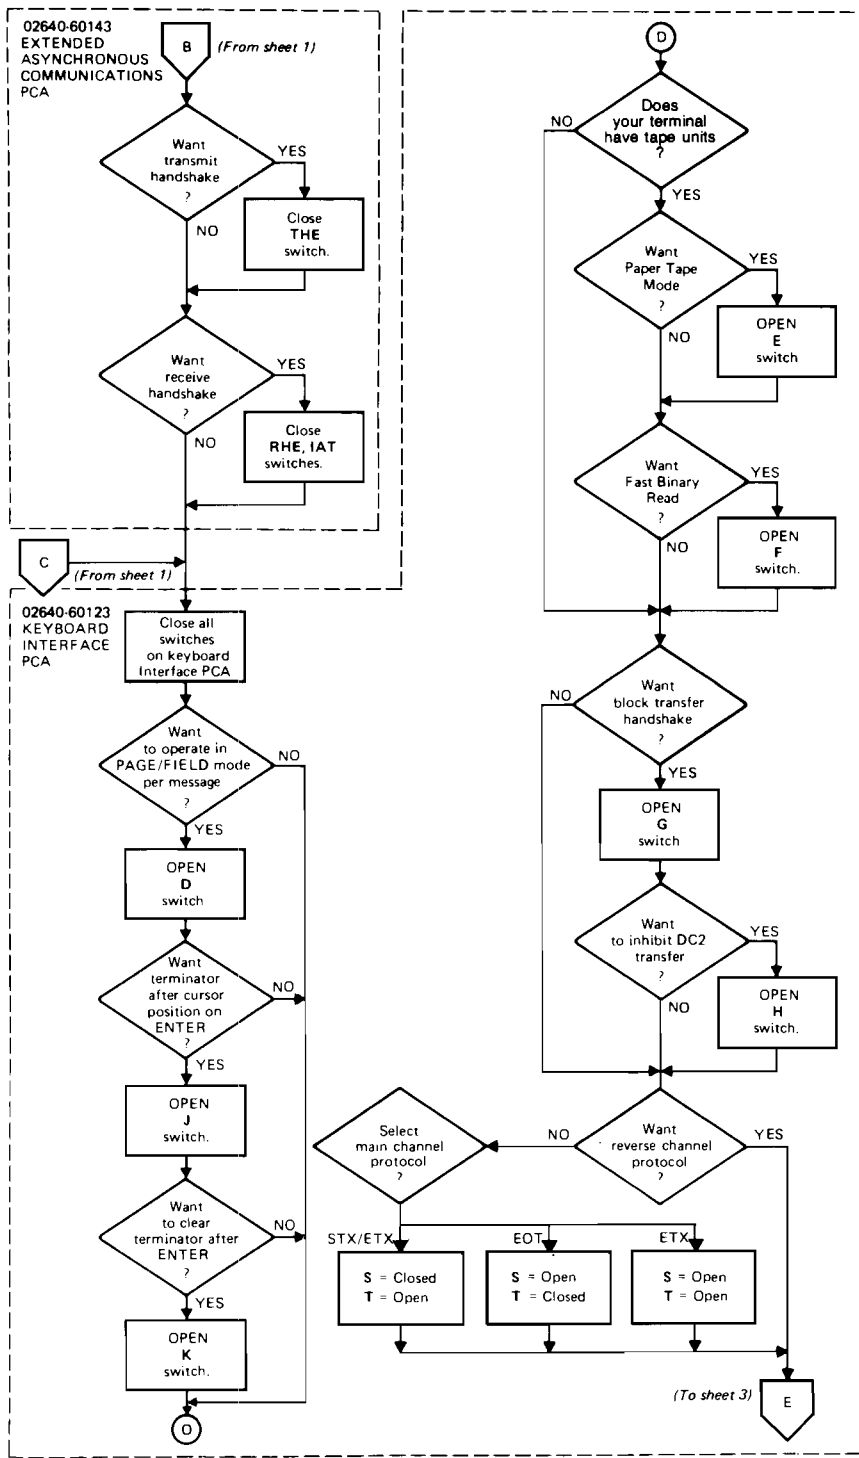 02640-60143
EXTENDED
ASYNCHRONOUS
COMMUNICATIONS
PCA
B
(From sheet 1)
Want
transmit
handshake
?
YES
NO
Close
THE
switch.
Want
receive
handshake
?
YES
NO
Close
RHE, IAT
switches.
C
(From sheet 1)
02640-60123
KEYBOARD
INTERFACE
PCA
Close all
switches
on keyboard
Interface PCA
Want
to operate in
PAGE/FIELD mode
per message
?
NO
YES
OPEN
D
switch
Want
terminator
after cursor
position on
ENTER
?
NO
YES
OPEN
J
switch.
Want
to clear
terminator after
ENTER
?
NO
YES
OPEN
K
switch.
O
D
Does
your terminal
have tape units
?
NO
YES
Want
Paper Tape
Mode
?
YES
NO
OPEN
E
switch
Want
Fast Binary
Read
?
YES
NO
OPEN
F
switch.
Want
block transfer
handshake
?
NO
YES
OPEN
G
switch
Want
to inhibit DC2
transfer
?
YES
NO
OPEN
H
switch.
Want
reverse channel
protocol
?
YES
NO
Select
main channel
protocol
?
STX/ETX
EOT
ETX
S = Closed
T = Open
S = Open
T = Closed
S = Open
T = Open
(To sheet 3)
E